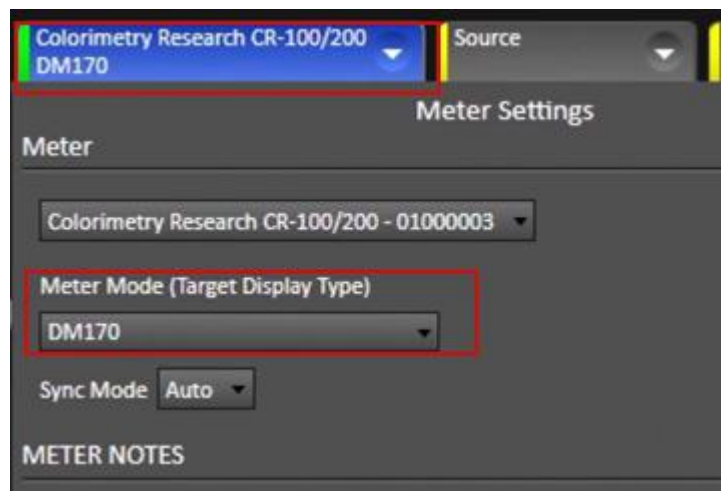 Colorimetry Research CR-100/200
DM170
Source
Meter Settings
Meter
Colorimetry Research CR-100/200 - 01000003
Meter Mode (Target Display Type)
DM170
Sync Mode Auto
METER NOTES